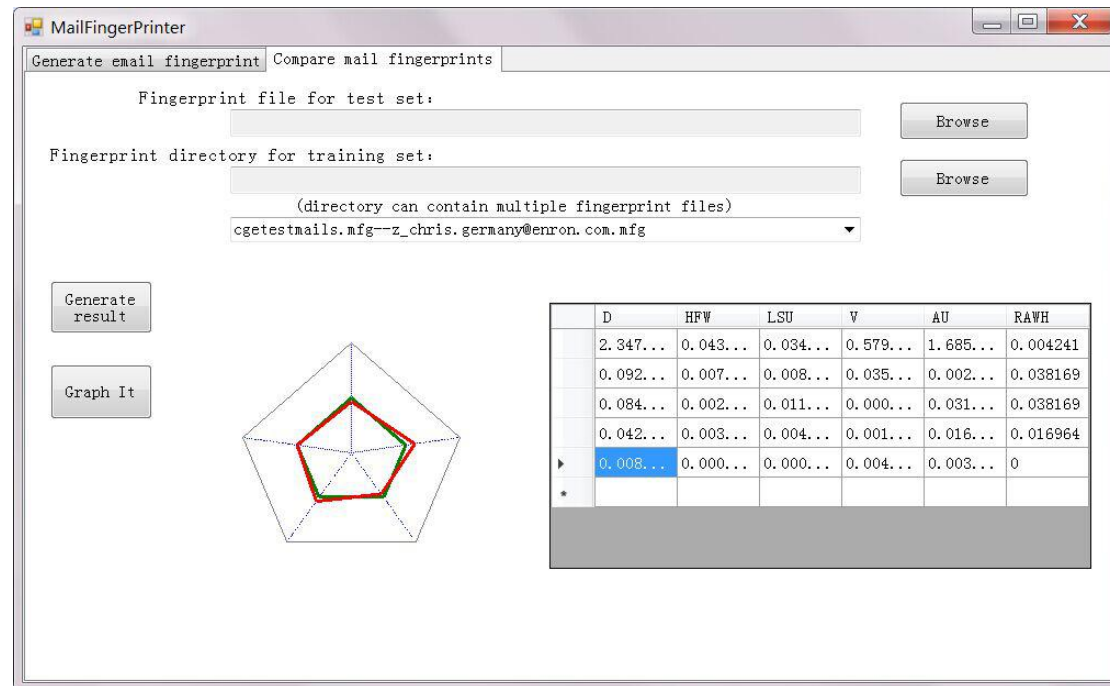 MailFingerPrinter
Generate email fingerprint Compare mail fingerprints
Fingerprint file for test set:
Browse
Fingerprint directory for training set:
Browse
(directory can contain multiple fingerprint files)
cgetestmails.mfg--z_chris.germany@enron.com.mfg
Generate
result
Graph It
D HFW LSU V AU RAWH
2.347... 0.043... 0.034... 0.579... 1.685... 0.004241
0.092... 0.007... 0.008... 0.035... 0.002... 0.038169
0.084... 0.002... 0.011... 0.000... 0.031... 0.038169
0.042... 0.003... 0.004... 0.001... 0.016... 0.016964
0.008... 0.000... 0.000... 0.004... 0.003... 0